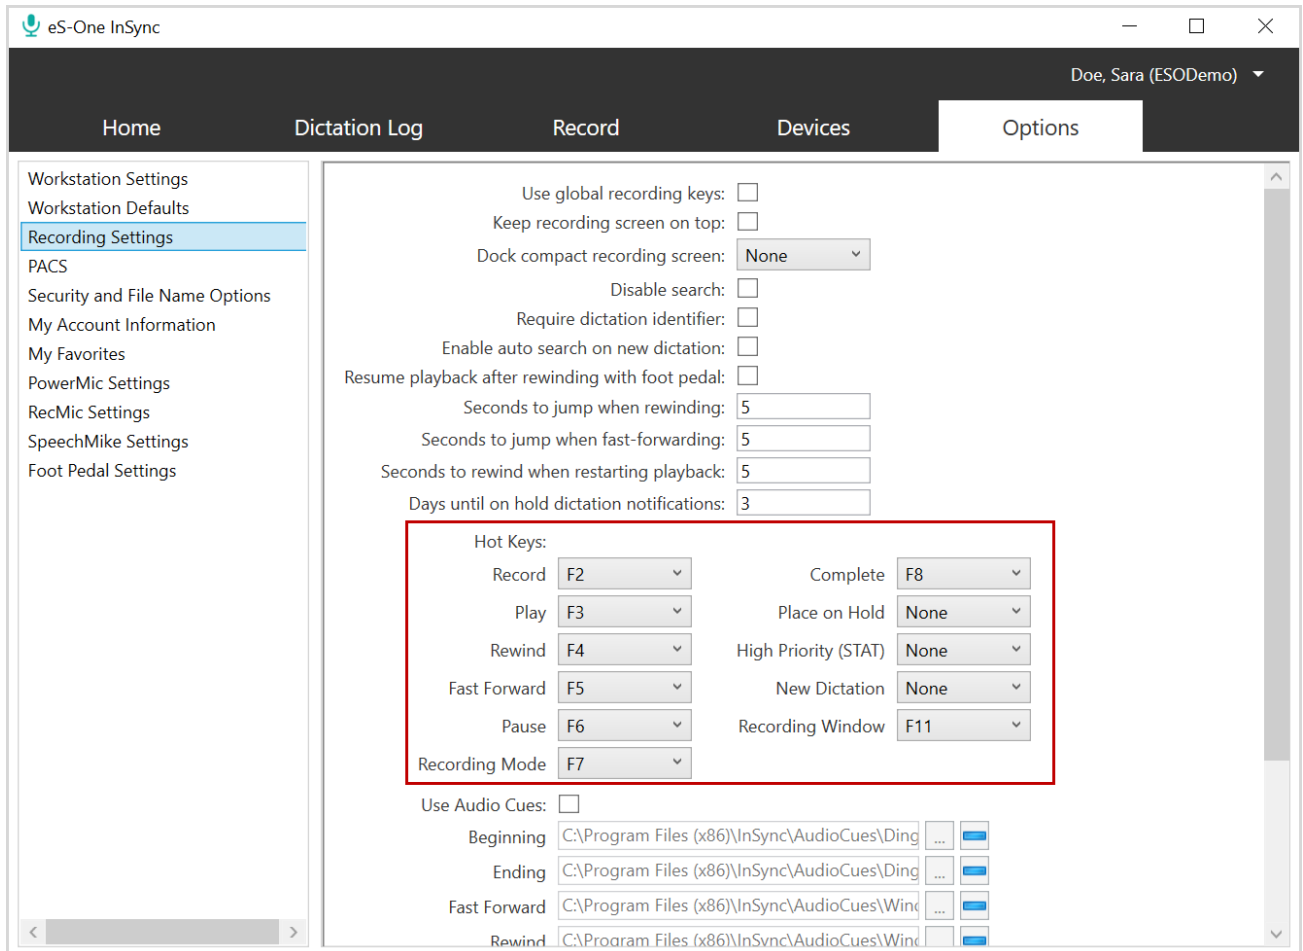 eS-One InSync
Doe, Sara (ESODemo)
Home Dictation Log Record Devices Options
Workstation Settings
Workstation Defaults
Recording Settings
PACS
Security and File Name Options
My Account Information
My Favorites
PowerMic Settings
RecMic Settings
SpeechMike Settings
Foot Pedal Settings
Use global recording keys:
Keep recording screen on top:
Dock compact recording screen: None
Disable search:
Require dictation identifier:
Enable auto search on new dictation:
Resume playback after rewinding with foot pedal:
Seconds to jump when rewinding: 5
Seconds to jump when fast-forwarding: 5
Seconds to rewind when restarting playback: 5
Days until on hold dictation notifications: 3
Hot Keys:
Record F2 Complete F8
Play F3 Place on Hold None
Rewind F4 High Priority (STAT) None
Fast Forward F5 New Dictation None
Pause F6 Recording Window F11
Recording Mode F7
Use Audio Cues:
Beginning C:\Program Files (x86)\InSync\AudioCues\Ding ...
Ending C:\Program Files (x86)\InSync\AudioCues\Ding ...
Fast Forward C:\Program Files (x86)\InSync\AudioCues\Wind ...
Rewind C:\Program Files (x86)\InSync\AudioCues\Wind